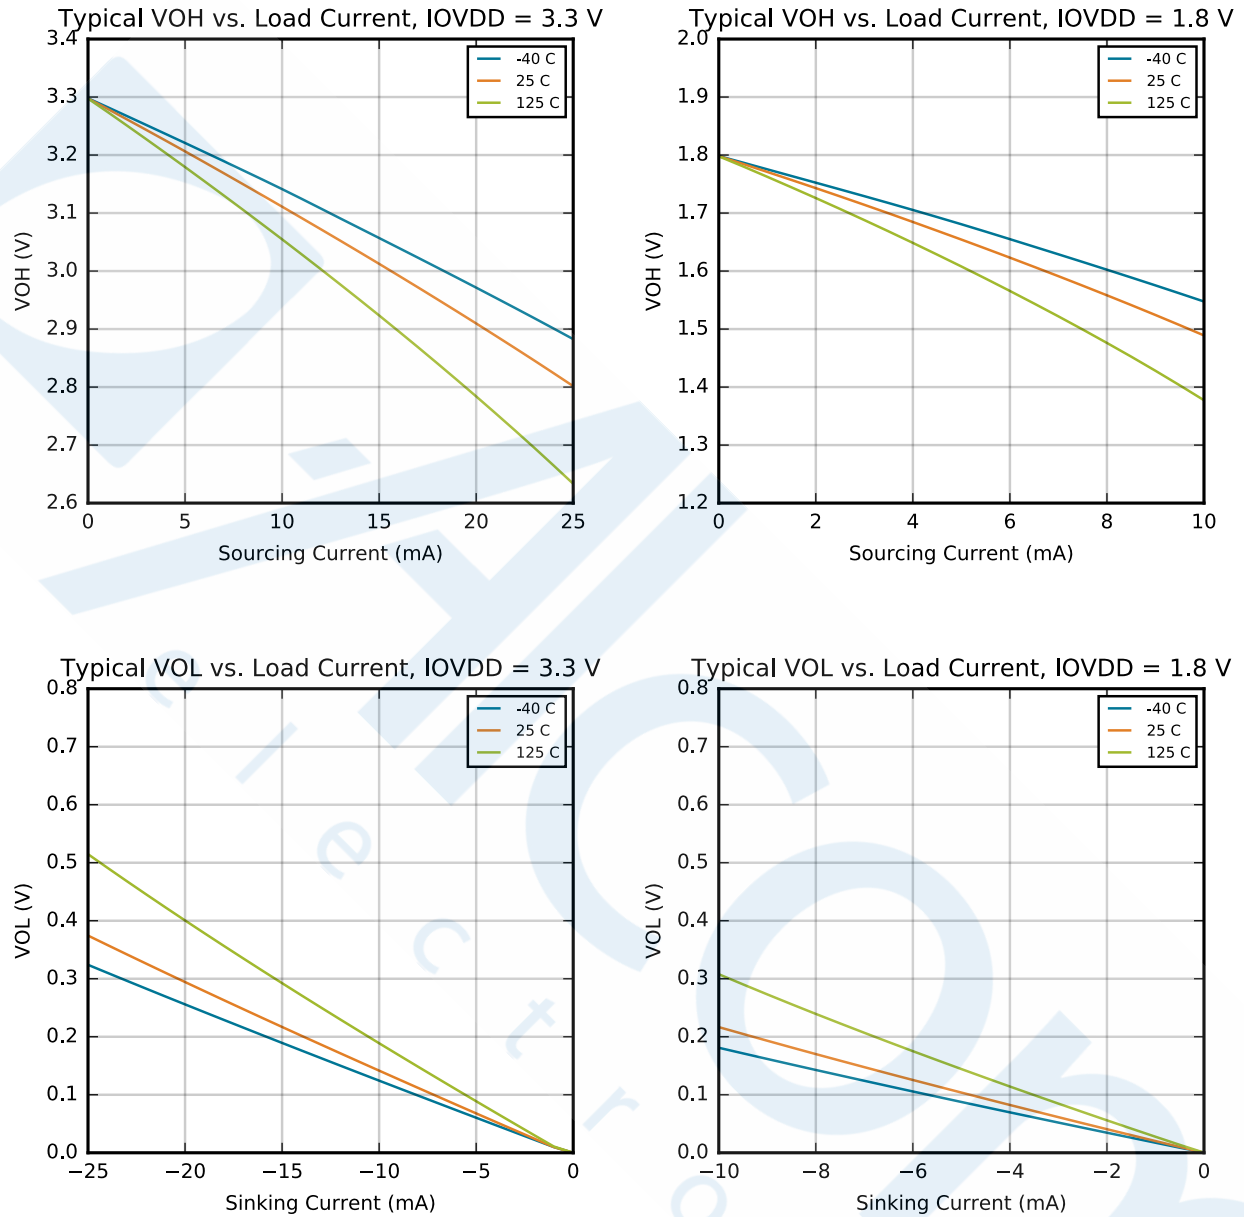 Typical VOH vs. Load Current, IOVDD = 3.3 V
3.4
3.3
3.2
3.1
3.0
2.9
2.8
2.7
2.6
VOH (V)
-40 C
25 C
125 C
0 5 10 15 20 25
Sourcing Current (mA)
Typical VOH vs. Load Current, IOVDD = 1.8 V
2.0
1.9
1.8
1.7
1.6
1.5
1.4
1.3
1.2
VOH (V)
-40 C
25 C
125 C
0 2 4 6 8 10
Sourcing Current (mA)
Typical VOL vs. Load Current, IOVDD = 3.3 V
0.8
0.7
0.6
0.5
0.4
0.3
0.2
0.1
0.0
VOL (V)
-40 C
25 C
125 C
−25 −20 −15 −10 −5 0
Sinking Current (mA)
Typical VOL vs. Load Current, IOVDD = 1.8 V
0.8
0.7
0.6
0.5
0.4
0.3
0.2
0.1
0.0
VOL (V)
-40 C
25 C
125 C
−10 −8 −6 −4 −2 0
Sinking Current (mA)